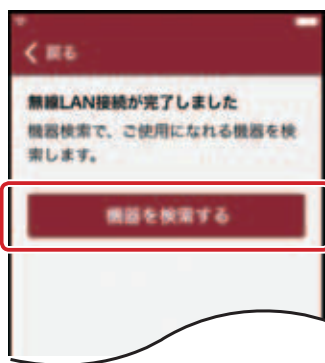 戻る
無線LAN接続が完了しました
機器検索で、ご使用になれる機器を検
索します。
機器を検索する